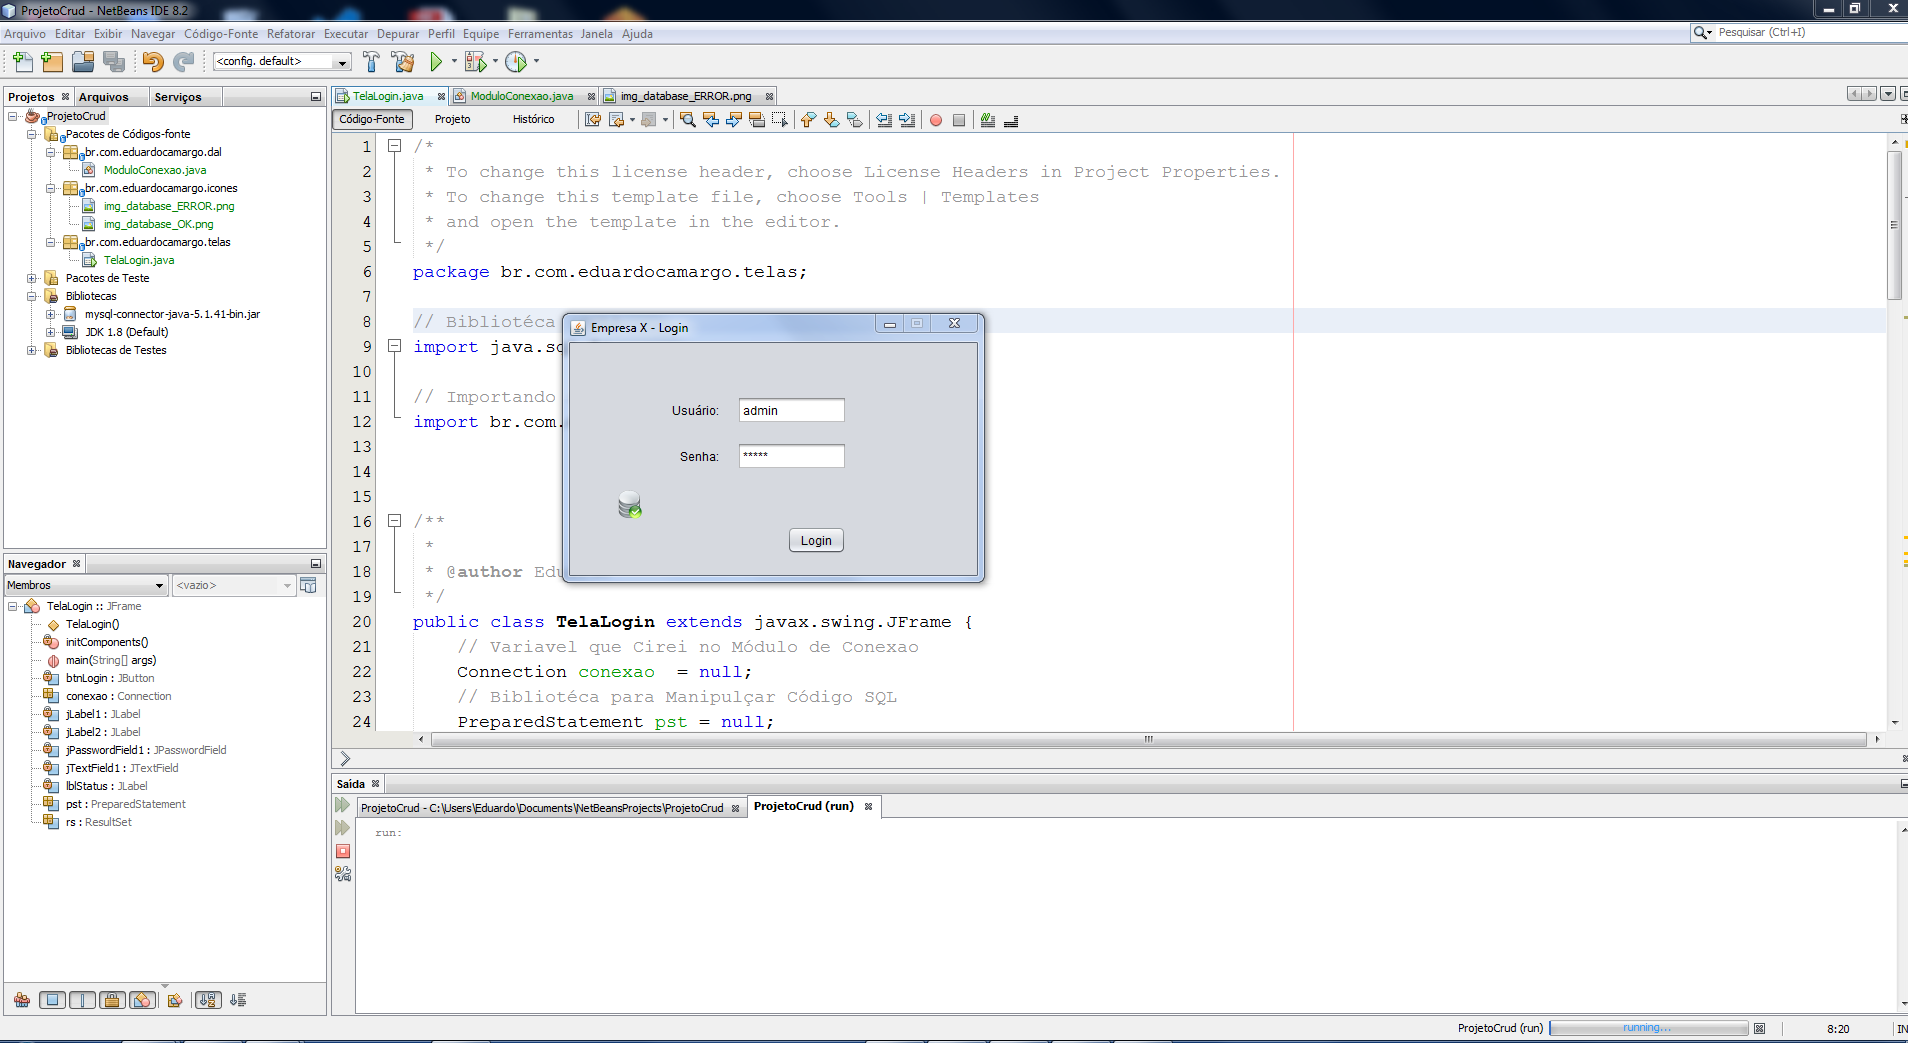 ProjetoCrud - NetBeans IDE 8.2
Arquivo Editar Exibir Navegar Código-Fonte Refatorar Executar Depurar Perfil Equipe Ferramentas Janela Ajuda
Pesquisar (Ctrl+I)
<config. default>
Projetos Arquivos Serviços
ProjetoCrud
Pacotes de Códigos-fonte
br.com.eduardocamargo.dal
ModuloConexao.java
br.com.eduardocamargo.icones
img_database_ERROR.png
img_database_OK.png
br.com.eduardocamargo.telas
TelaLogin.java
Pacotes de Teste
Bibliotecas
mysql-connector-java-5.1.41-bin.jar
JDK 1.8 (Default)
Bibliotecas de Testes
Navegador
Membros <vazio>
TelaLogin :: JFrame
TelaLogin()
initComponents()
main(String[] args)
btnLogin : JButton
conexao : Connection
jLabel1 : JLabel
jLabel2 : JLabel
jPasswordField1 : JPasswordField
jTextField1 : JTextField
lblStatus : JLabel
pst : PreparedStatement
rs : ResultSet
TelaLogin.java ModuloConexao.java img_database_ERROR.png
Código-Fonte Projeto Histórico
1 /*
2 * To change this license header, choose License Headers in Project Properties.
3 * To change this template file, choose Tools | Templates
4 * and open the template in the editor.
5 */
6 package br.com.eduardocamargo.telas;
7
8 // Bibliotéca
9 import java.sq
10
11 // Importando
12 import br.com.
13
14
15
16 /**
17 *
18 * @author Edu
19 */
20 public class TelaLogin extends javax.swing.JFrame {
21 // Variavel que Cirei no Módulo de Conexao
22 Connection conexao = null;
23 // Bibliotéca para Manipulçar Código SQL
24 PreparedStatement pst = null;
Empresa X - Login
Usuário: admin
Senha: *****
Login
Saída
ProjetoCrud - C:\Users\Eduardo\Documents\NetBeansProjects\ProjetoCrud ProjetoCrud (run)
run:
ProjetoCrud (run) running... 8:20 IN